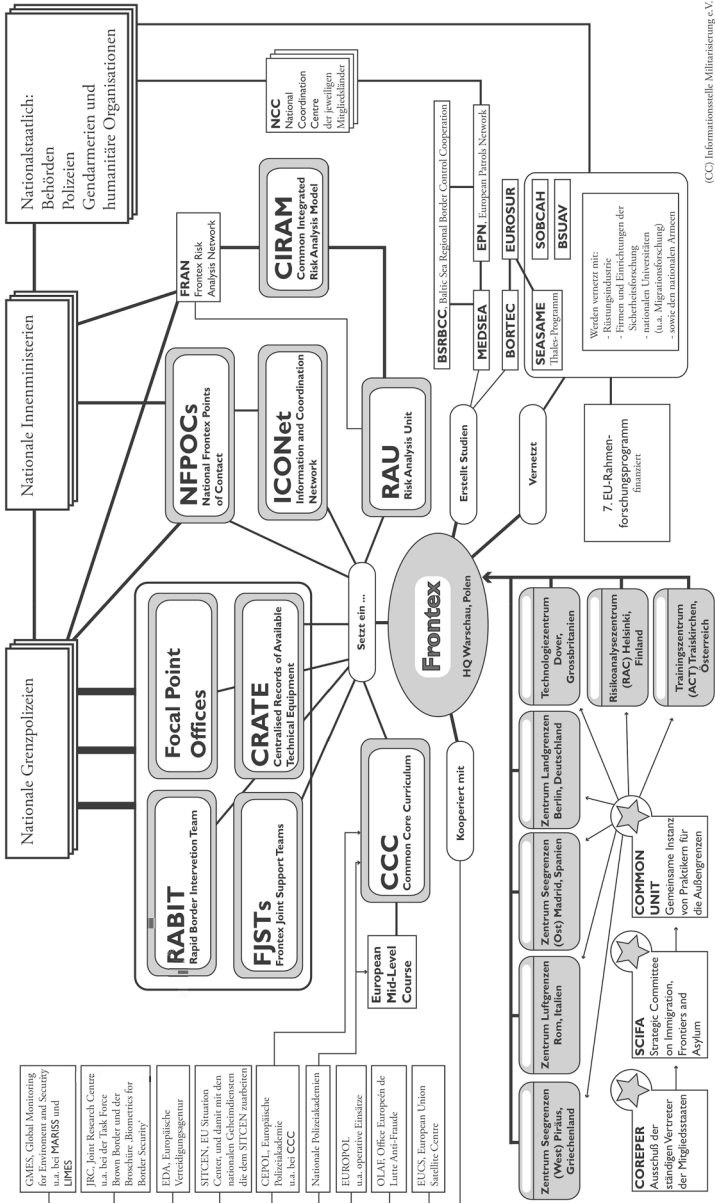 Nationale Grenzpolizeien
Nationale Innenministerien
Nationalstaatlich:
Behörden
Polizeien
Gendarmerien und
humanitäre Organisationen
GMES, Global Monitoring
for Enviroment and Security
u.a. bei MARISS und
LIMES
JRC, Joint Research Centre
u.a. bei der Task Force
Brown Border und der
Broschüre ‚Biometrics for
Border Security'
EDA, Europäische
Verteidigungsagentur
SITCEN, EU Situation
Center, und damit mit den
nationalen Geheimdiensten
die dem SITCEN zuarbeiten
CEPOL, Europäische
Polizeiakademie
u.a. bei CCC
Nationale Polizeiakademien
EUROPOL
u.a. operative Einsätze
OLAF, Office Européen de
Lutte Anti-Fraude
EUCS, European Union
Satellite Centre
RABIT
Rapid Border Intervetion Team
Focal Point
Offices
FJSTs
Frontex Joint Support Teams
CRATE
Centralised Records of Available
Technical Equipment
NFPOCs
National Frontex Points
of Contact
ICONet
Information and Coordination
Network
FRAN
Frontex Risk
Analysis Network
CIRAM
Common Integrated
Risk Analysis Model
NCC
National
Coordination
Centre
der jeweiligen
Mitgliedsländer
RAU
Risk Analysis Unit
European
Mid-Level
Course
CCC
Common Core Curriculum
Setzt ein ...
Kooperiert mit
Frontex
HQ Warschau, Polen
Erstellt Studien
Vernetzt
BSRBCC, Baltic Sea Regional Border Control Cooperation
MEDSEA
EPN, European Patrols Network
BORTEC
EUROSUR
SEASAME
Thales-Programm
SOBCAH
BSUAV
Werden vernetzt mit:
- Rüstungsindustrie
- Firmen und Einrichtungen der
Sicherheitsforschung
- nationalen Universitäten
(u.a. Migrationsforschung)
- sowie den nationalen Armeen
7. EU-Rahmen-
forschungsprogramm
finanziert
Zentrum Seegrenzen
(West) Piräus,
Griechenland
Zentrum Luftgrenzen
Rom, Italien
Zentrum Seegrenzen
(Ost) Madrid, Spanien
Zentrum Landgrenzen
Berlin, Deutschland
Technologiezentrum
Dover,
Grossbritanien
Risikoanalysezentrum
(RAC) Helsinki,
Finland
Trainingszentrum
(ACT) Traiskirchen,
Österreich
COREPER
Ausschuß der
ständigen Vertreter
der Mitgliedsstaaten
SCIFA
Strategic Committee
on Immigration,
Frontiers and
Asylum
COMMON
UNIT
Gemeinsame Instanz
von Praktikern für
die Außengrenzen
(CC) Informationsstelle Militarisierung e.V.